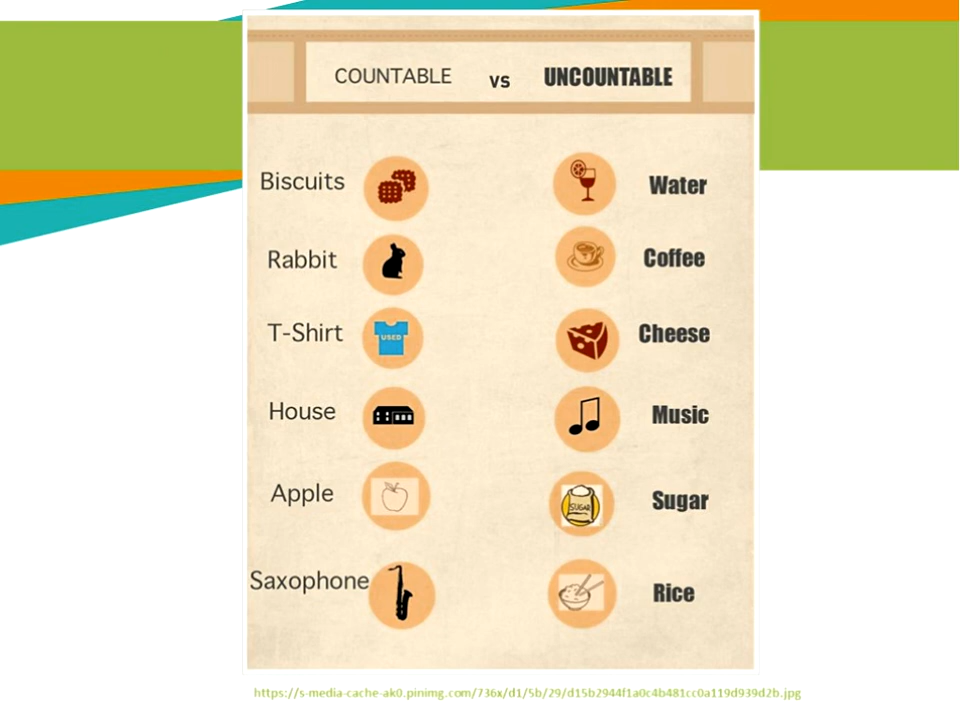 COUNTABLE vs UNCOUNTABLE
Biscuits Water
Rabbit Coffee
T-Shirt USED Cheese
House Music
Apple SUGAR Sugar
Saxophone Rice
https://s-media-cache-ak0.pinimg.com/736x/d1/5b/29/d15b2944f1a0c4b481cc0a119d939d2b.jpg